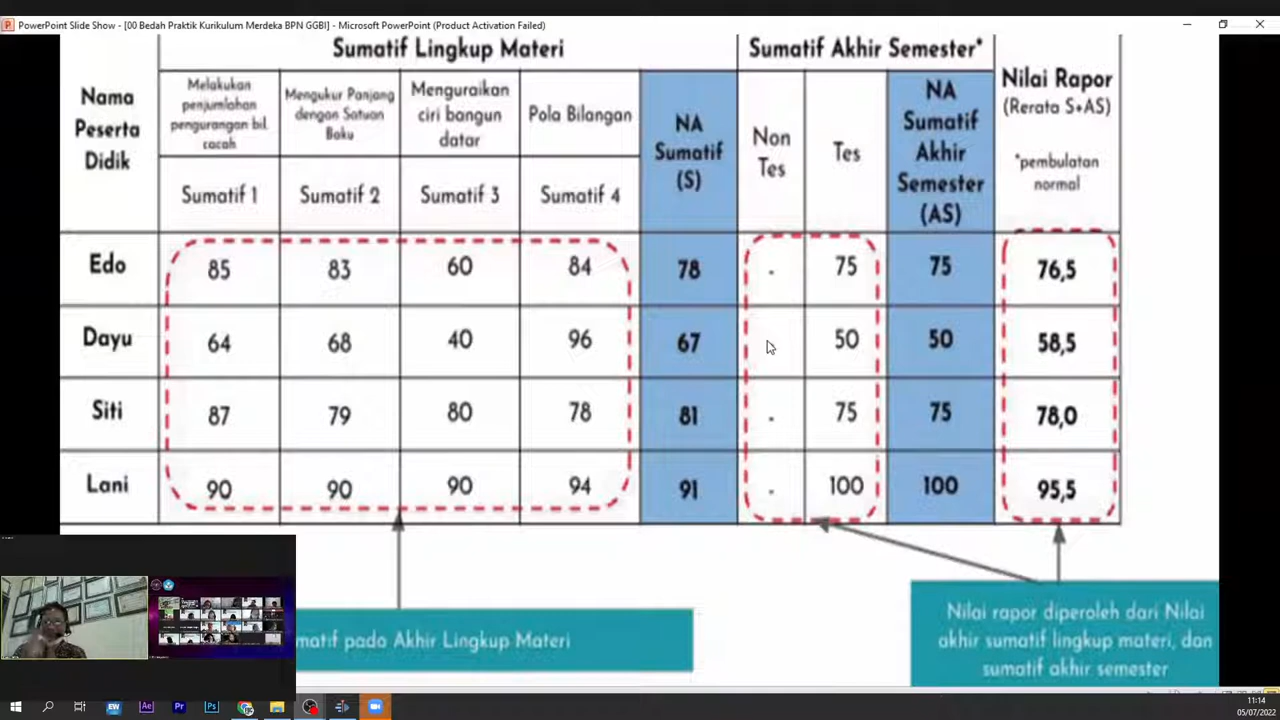 PowerPoint Slide Show - [00 Bedah Praktik Kurikulum Merdeka BPN GGBI] - Microsoft PowerPoint (Product Activation Failed)
Sumatif Lingkup Materi
Sumatif Akhir Semester*
Nama
Peserta
Didik
Melakukan
penjumlahan
pengurangan bil.
cacah
Mengukur Panjang
dengan Satuan
Baku
Menguraikan
ciri bangun
datar
Pola Bilangan
NA
Sumatif
(S)
Non
Tes
Tes
NA
Sumatif
Akhir
Semester
(AS)
Nilai Rapor
(Rerata S+AS)
*pembulatan
normal
Sumatif 1
Sumatif 2
Sumatif 3
Sumatif 4
Edo 85 83 60 84 78 - 75 75 76,5
Dayu 64 68 40 96 67 50 50 58,5
Siti 87 79 80 78 81 - 75 75 78,0
Lani 90 90 90 94 91 - 100 100 95,5
matif pada Akhir Lingkup Materi
Nilai rapor diperoleh dari Nilai
akhir sumatif lingkup materi, dan
sumatif akhir semester
EW Ae Pr Ps
11:14
05/07/2022